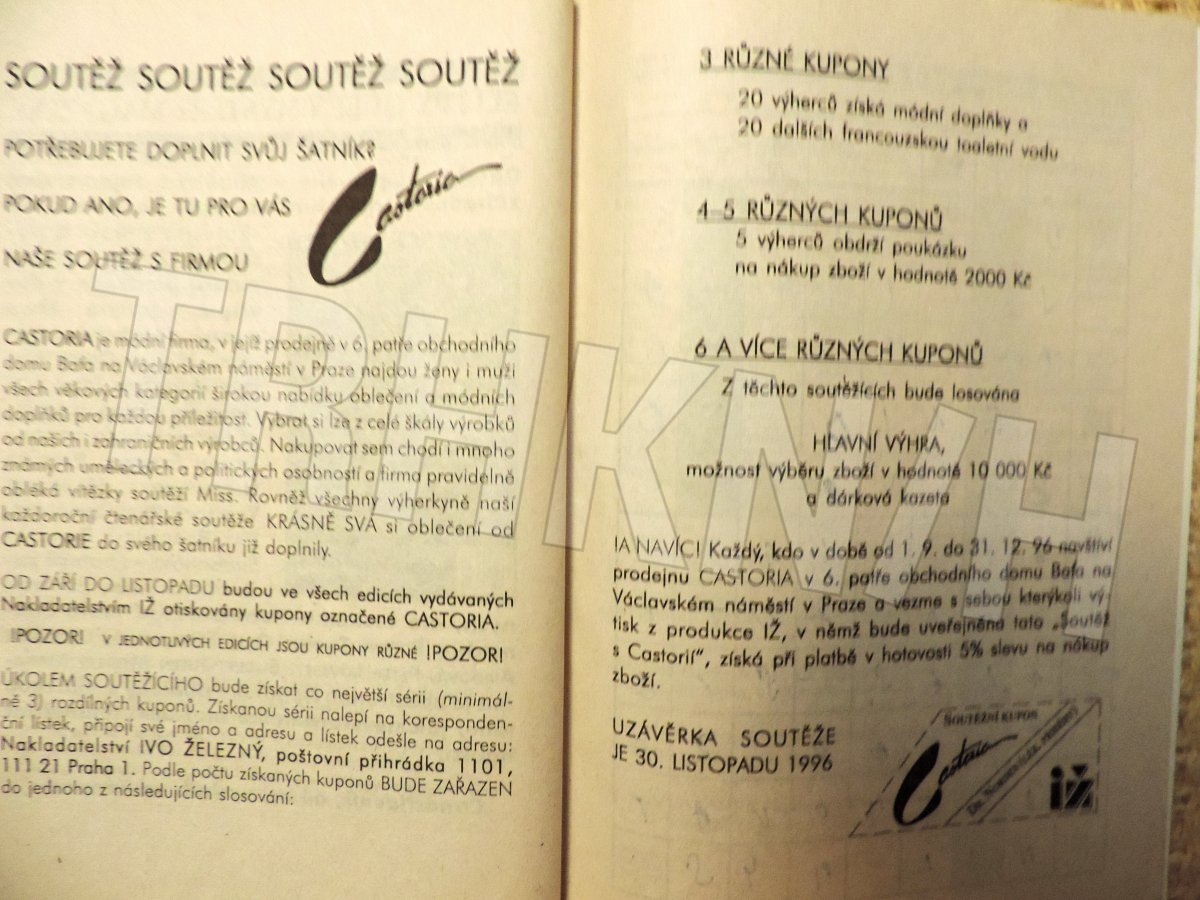 SOUTĚŽ SOUTĚŽ SOUTĚŽ SOUTĚŽ
POTŘEBUJETE DOPLNIT SVŮJ ŠATNÍK?
POKUD ANO, JE TU PRO VÁS
NAŠE SOUTĚŽ S FIRMOU
Castoria
CASTORIA je módní firma, v jejíž prodejně v 6. patře obchodního
domu Baťa na Václavském náměstí v Praze najdou ženy i muži
všech věkových kategorií širokou nabídku oblečení a módních
doplňků pro každou příležitost. Vybrat si lze z celé škály výrobků
od našich i zahraničních výrobců. Nakupovat sem chodí i mnoho
známých uměleckých a politických osobností a firma pravidelně
obléká vítězky soutěží Miss. Rovněž všechny výherkyně naší
každoroční čtenářské soutěže KRÁSNĚ SVÁ si oblečení od
CASTORIE do svého šatníku již doplnily.
OD ZÁŘÍ DO LISTOPADU budou ve všech edicích vydávaných
Nakladatelstvím IŽ otiskovány kupony označené CASTORIA.
!POZOR! V JEDNOTLIVÝCH EDICÍCH JSOU KUPONY RŮZNÉ !POZOR!
ÚKOLEM SOUTĚŽÍCÍHO bude získat co největší sérii (minimál-
ně 3) rozdílných kuponů. Získanou sérii nalepí na koresponden-
ční lístek, připojí své jméno a adresu a lístek odešle na adresu:
Nakladatelství IVO ŽELEZNÝ, poštovní přihrádka 1101,
111 21 Praha 1. Podle počtu získaných kuponů BUDE ZAŘAZEN
do jednoho z následujících slosování:
3 RŮZNÉ KUPONY
20 výherců získá módní doplňky a
20 dalších francouzskou toaletní vodu
4-5 RŮZNÝCH KUPONŮ
5 výherců obdrží poukázku
na nákup zboží v hodnotě 2000 Kč
6 A VÍCE RŮZNÝCH KUPONŮ
Z těchto soutěžících bude losována
HLAVNÍ VÝHRA,
možnost výběru zboží v hodnotě 10 000 Kč
a dárková kazeta
!A NAVÍC! Každý, kdo v době od 1. 9. do 31. 12. 96 navštíví
prodejnu CASTORIA v 6. patře obchodního domu Baťa na
Václavském náměstí v Praze a vezme s sebou kterýkoli vý-
tisk z produkce IŽ, v němž bude uveřejněna tato „Soutěž
s Castorií", získá při platbě v hotovosti 5% slevu na nákup
zboží.
UZÁVĚRKA SOUTĚŽE
JE 30. LISTOPADU 1996
SOUTĚŽNÍ KUPON
Castoria
iž
TRHKNIH